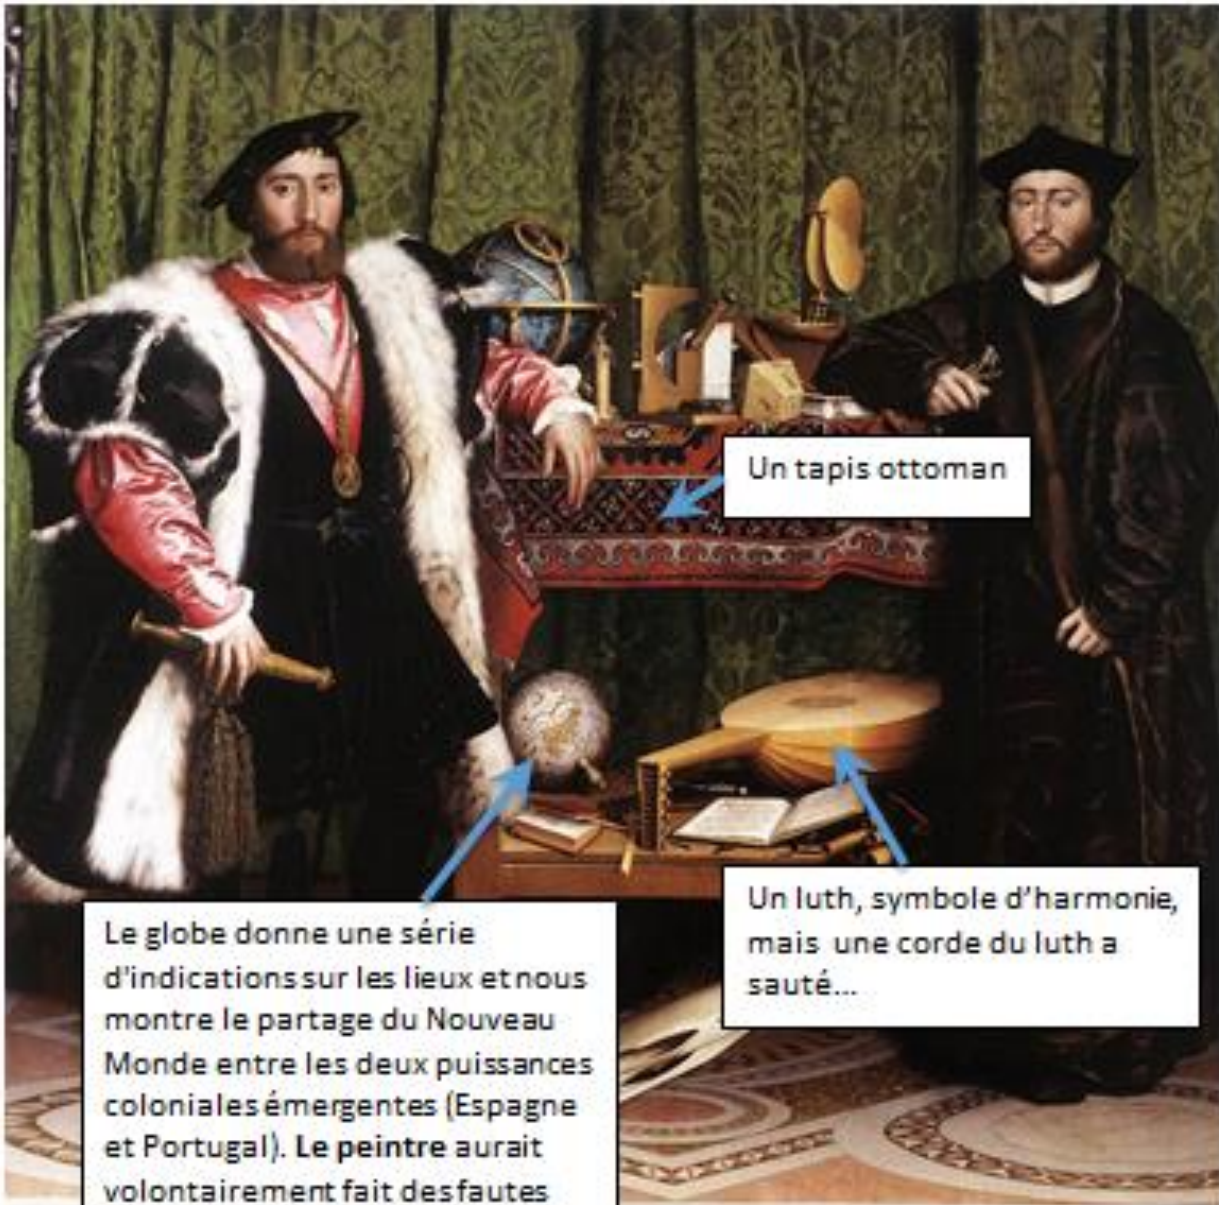 Un tapis ottoman
Un luth, symbole d'harmonie,
mais une corde du luth a
sauté...
Le globe donne une série
d'indications sur les lieux et nous
montre le partage du Nouveau
Monde entre les deux puissances
coloniales émergentes (Espagne
et Portugal). Le peintre aurait
volontairement fait des fautes